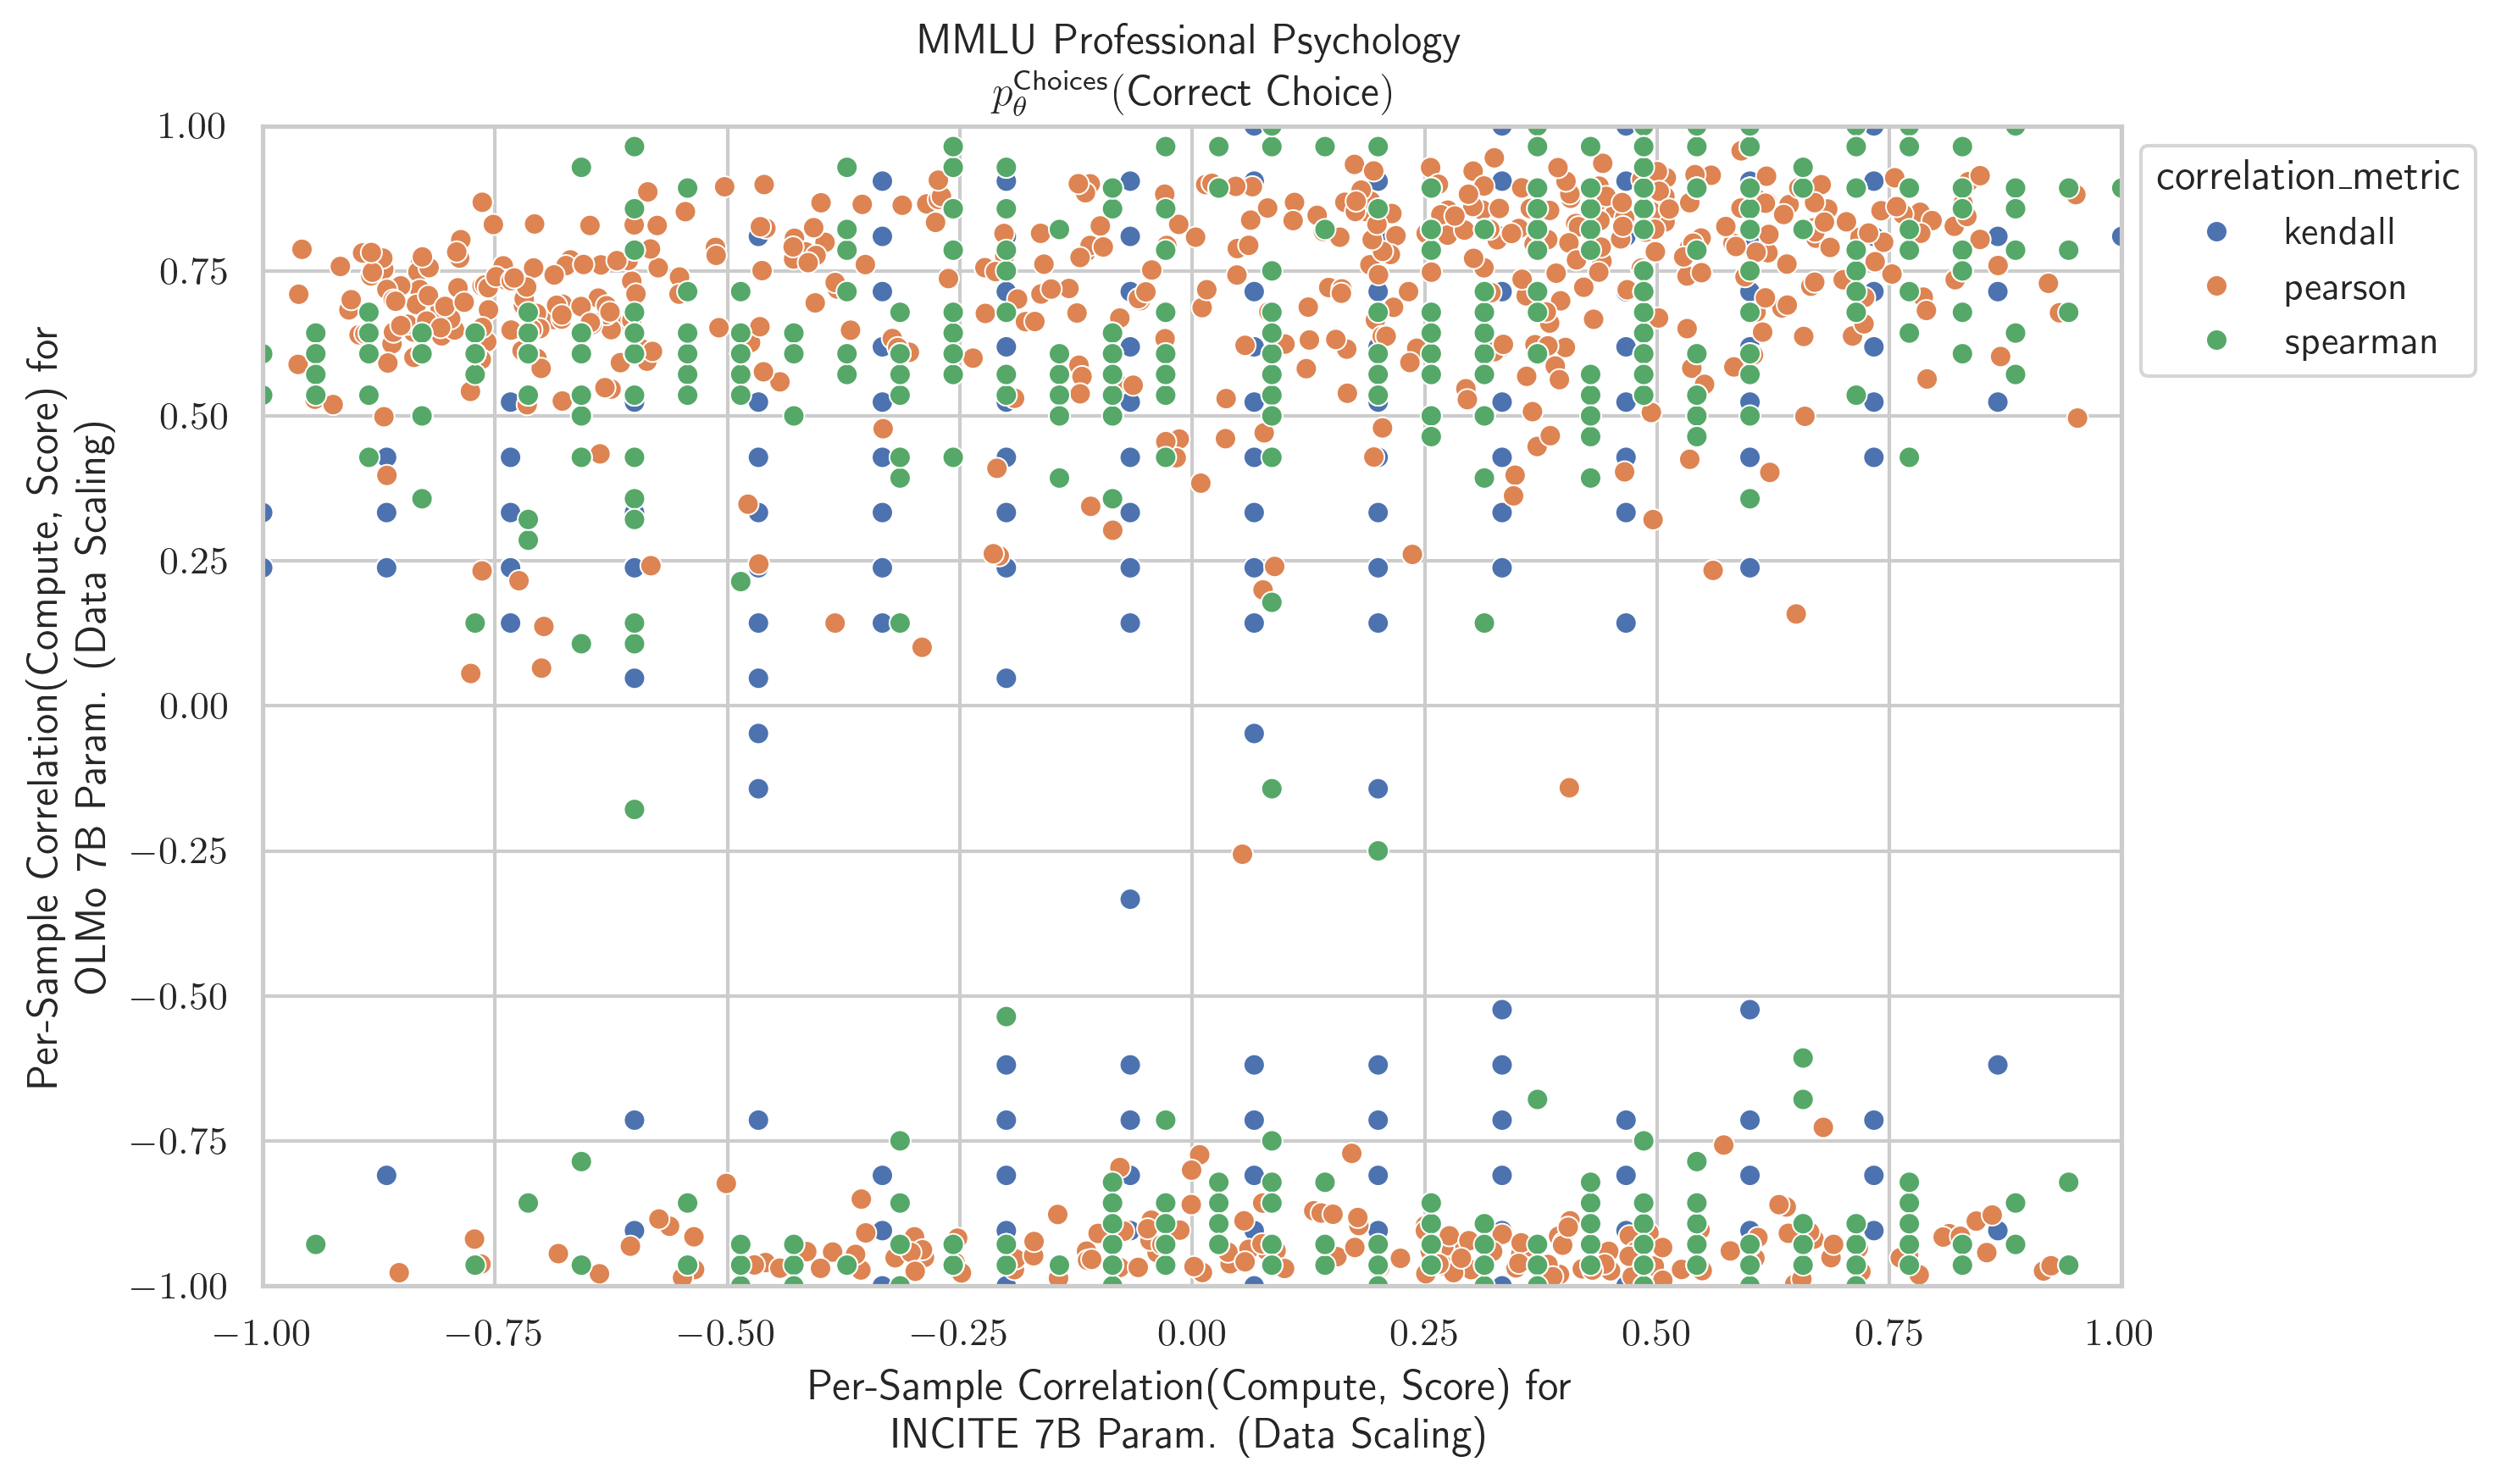 MMLU Professional Psychology
pθ^Choices(Correct Choice)
1.00
0.75
0.50
0.25
0.00
−0.25
−0.50
−0.75
−1.00
Per-Sample Correlation(Compute, Score) for
OLMo 7B Param. (Data Scaling)
−1.00 −0.75 −0.50 −0.25 0.00 0.25 0.50 0.75 1.00
Per-Sample Correlation(Compute, Score) for
INCITE 7B Param. (Data Scaling)
correlation_metric
kendall
pearson
spearman